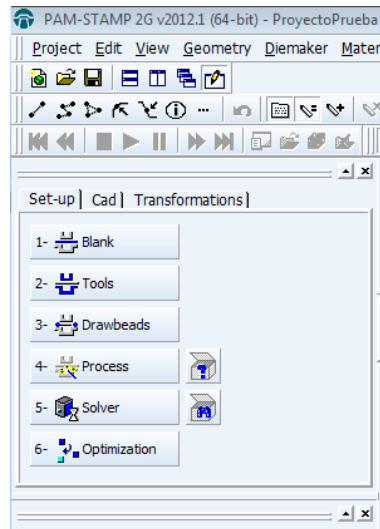 PAM-STAMP 2G v2012.1 (64-bit) - ProyectoPrueba
Project Edit View Geometry Diemaker Mater
Set-up Cad Transformations
1- Blank
2- Tools
3- Drawbeads
4- Process
5- Solver
6- Optimization